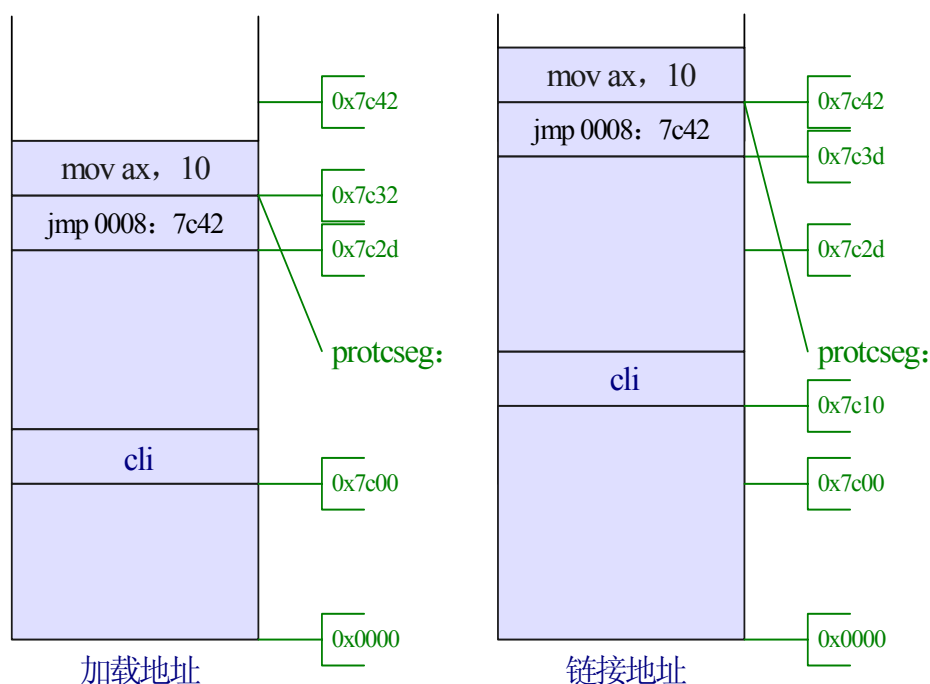 0x7c42
mov ax，10
0x7c32
jmp 0008：7c42
0x7c2d
protcseg：
cli
0x7c00
0x0000
加载地址
mov ax，10
0x7c42
jmp 0008：7c42
0x7c3d
0x7c2d
protcseg：
cli
0x7c10
0x7c00
0x0000
链接地址